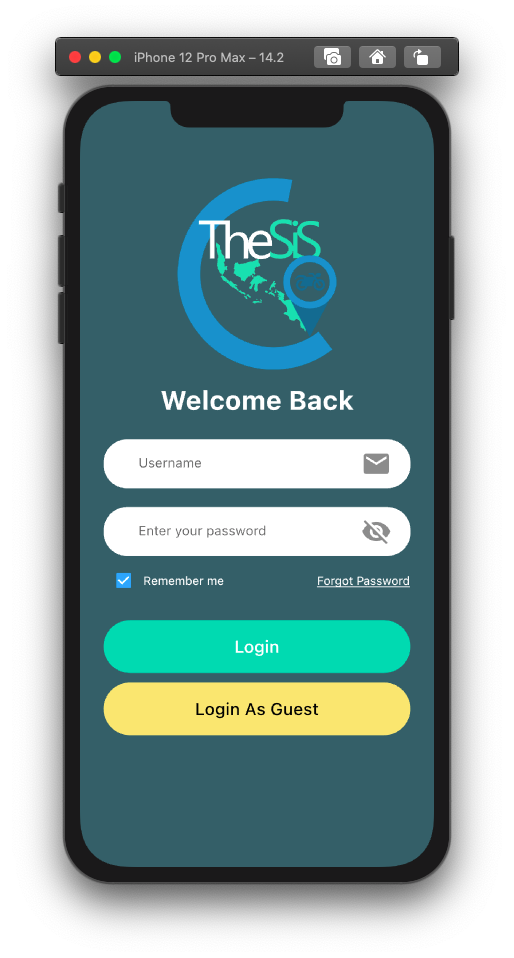 iPhone 12 Pro Max – 14.2
TheSiS
Welcome Back
Username
Enter your password
Remember me
Forgot Password
Login
Login As Guest